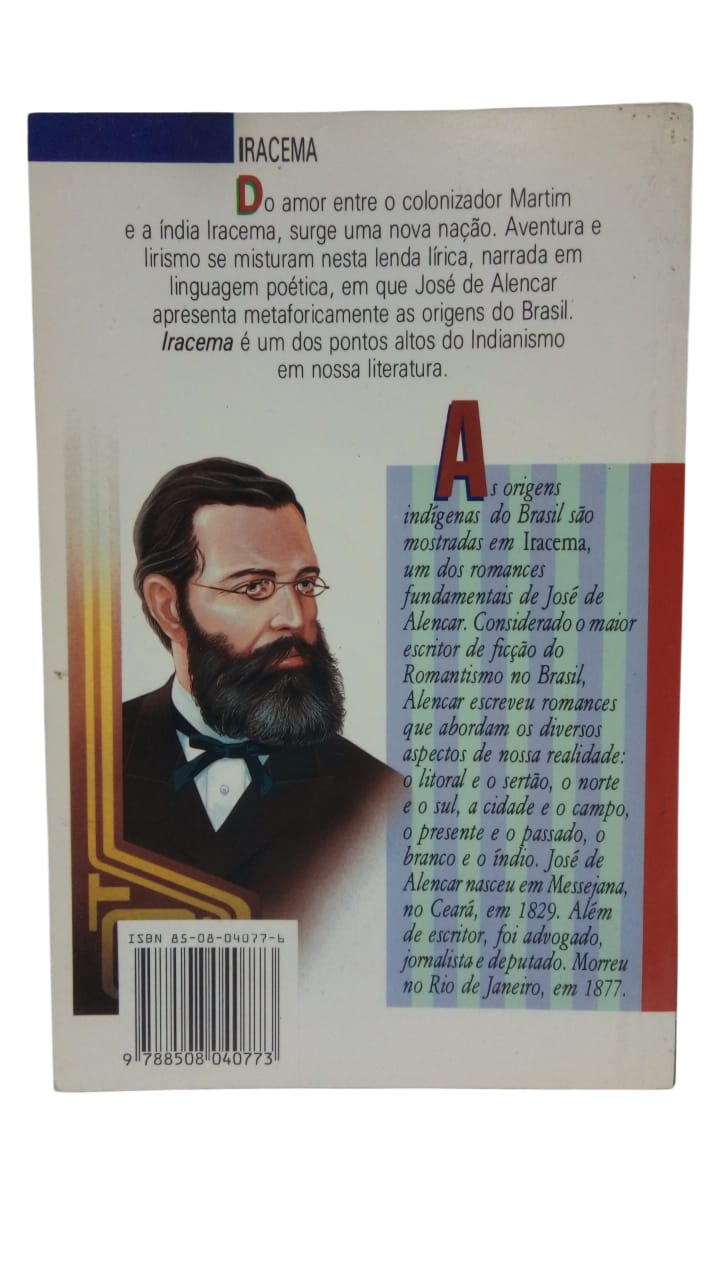 IRACEMA
Do amor entre o colonizador Martim
e a índia Iracema, surge uma nova nação. Aventura e
lirismo se misturam nesta lenda lírica, narrada em
linguagem poética, em que José de Alencar
apresenta metaforicamente as origens do Brasil.
Iracema é um dos pontos altos do Indianismo
em nossa literatura.
As origens
indígenas do Brasil são
mostradas em Iracema,
um dos romances
fundamentais de José de
Alencar. Considerado o maior
escritor de ficção do
Romantismo no Brasil,
Alencar escreveu romances
que abordam os diversos
aspectos de nossa realidade:
o litoral e o sertão, o norte
e o sul, a cidade e o campo,
o presente e o passado, o
branco e o índio. José de
Alencar nasceu em Messejana,
no Ceará, em 1829. Além
de escritor, foi advogado,
jornalista e deputado. Morreu
no Rio de Janeiro, em 1877.
ISBN 85-08-04077-6
9 788508 040773